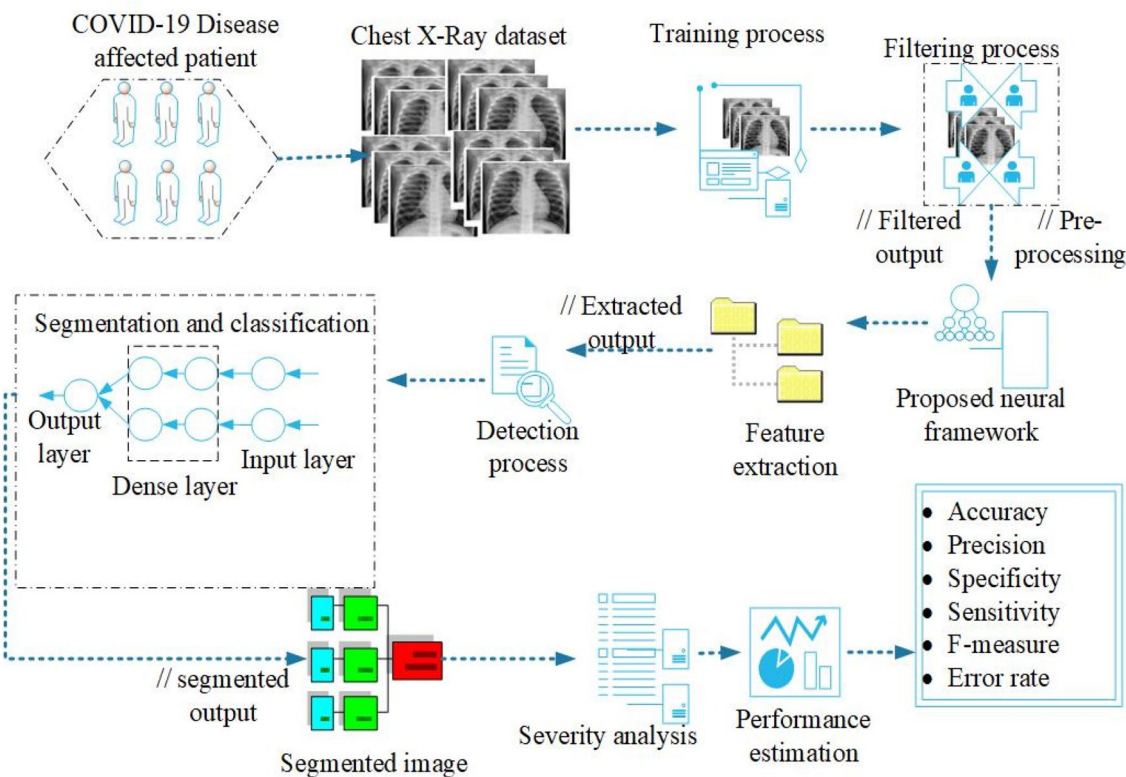 COVID-19 Disease
affected patient
Chest X-Ray dataset
Training process
Filtering process
// Filtered
output
// Pre-
processing
Proposed neural
framework
Feature
extraction
// Extracted
output
Detection
process
Segmentation and classification
Output
layer
Dense layer
Input layer
// segmented
output
Segmented image
Severity analysis
Performance
estimation
• Accuracy
• Precision
• Specificity
• Sensitivity
• F-measure
• Error rate